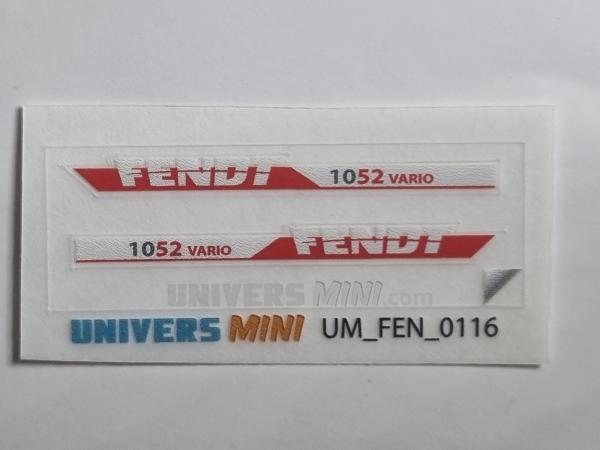 FENDT 1052 VARIO
1052 VARIO FENDT
UNIVERS MINI.com
UNIVERS MINI UM_FEN_0116